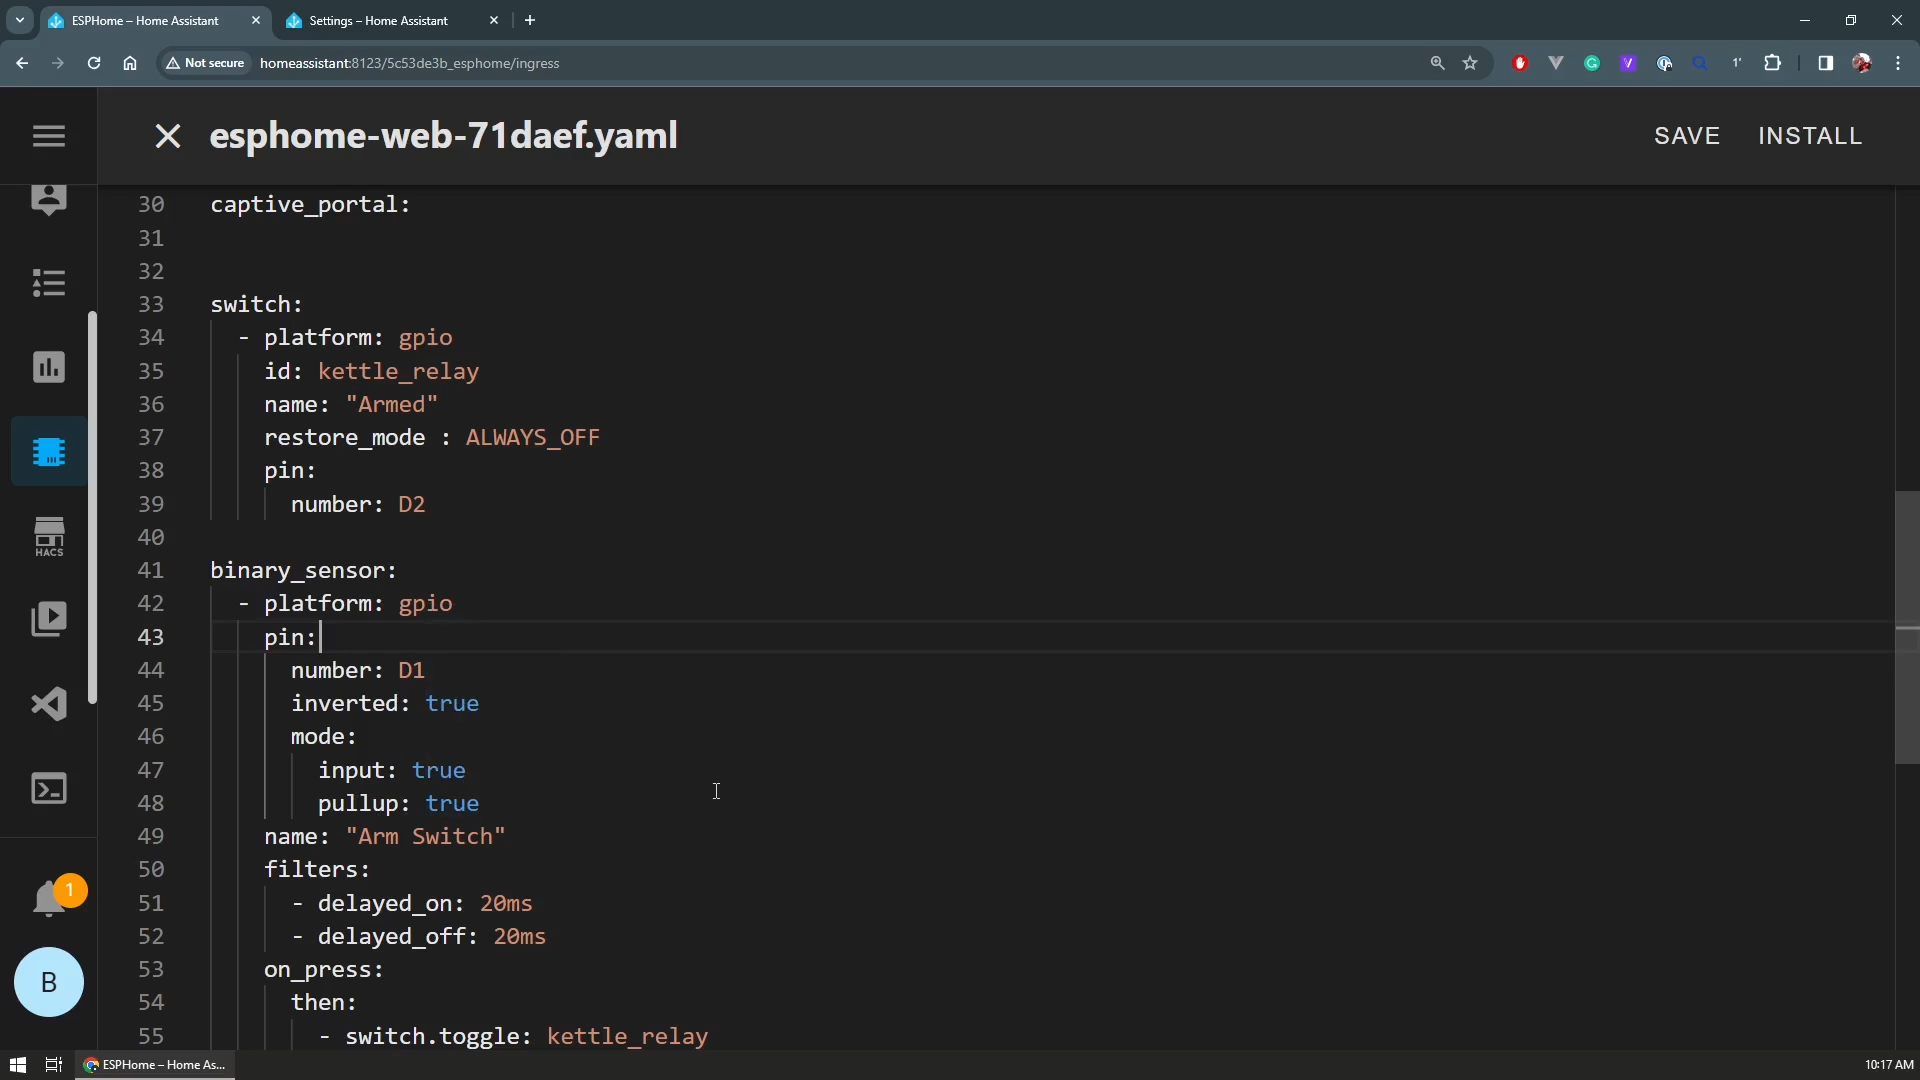 ESPHome – Home Assistant
Settings – Home Assistant
Not secure
homeassistant:8123/5c53de3b_esphome/ingress
esphome-web-71daef.yaml
SAVE
INSTALL
30 captive_portal:
31
32
33 switch:
34 - platform: gpio
35 id: kettle_relay
36 name: "Armed"
37 restore_mode : ALWAYS_OFF
38 pin:
39 number: D2
40
41 binary_sensor:
42 - platform: gpio
43 pin:
44 number: D1
45 inverted: true
46 mode:
47 input: true
48 pullup: true
49 name: "Arm Switch"
50 filters:
51 - delayed_on: 20ms
52 - delayed_off: 20ms
53 on_press:
54 then:
55 - switch.toggle: kettle_relay
HACS
1
B
ESPHome – Home As...
10:17 AM